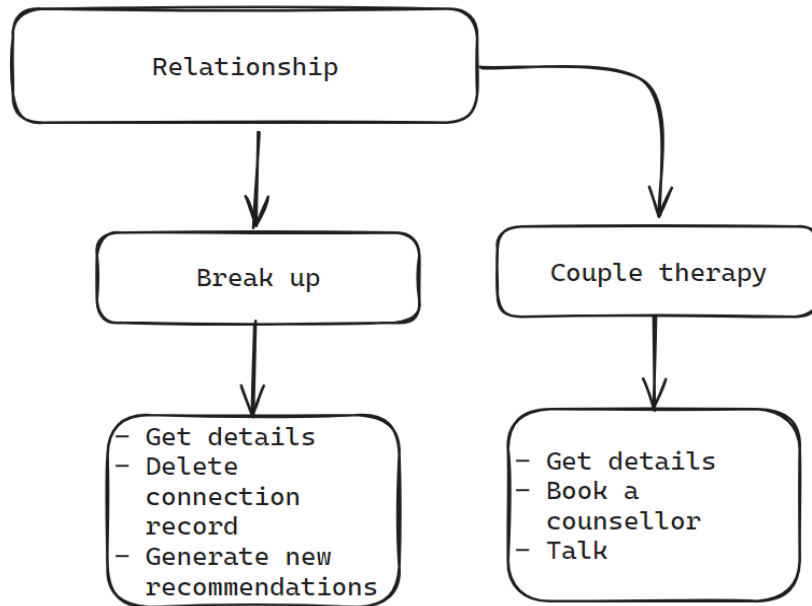 Relationship
Break up
Couple therapy
- Get details
- Delete
connection
record
- Generate new
recommendations
- Get details
- Book a
counsellor
- Talk